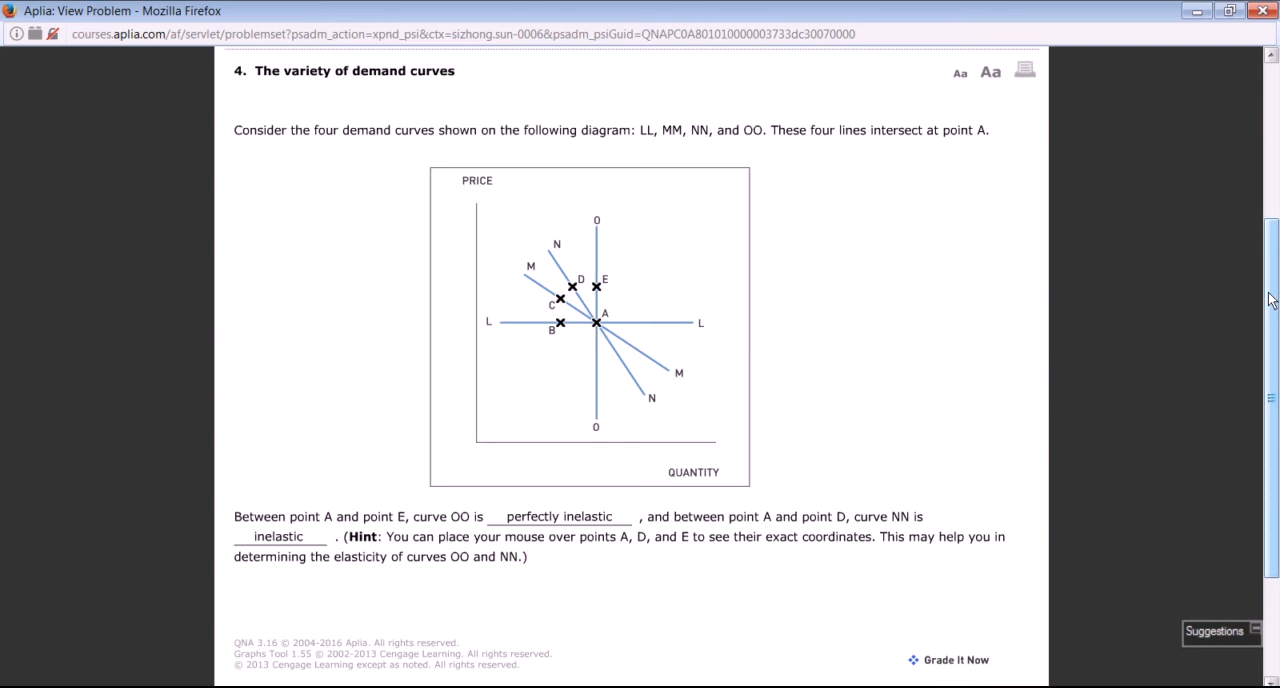 Aplia: View Problem - Mozilla Firefox
courses.aplia.com/af/servlet/problemset?psadm_action=xpnd_psi&ctx=sizhong.sun-0006&psadm_psiGuid=QNAPC0A801010000003733dc30070000
4. The variety of demand curves
Aa Aa
Consider the four demand curves shown on the following diagram: LL, MM, NN, and OO. These four lines intersect at point A.
PRICE
O
N
M
D E
C
A
L L
B
M
N
O
QUANTITY
Between point A and point E, curve OO is perfectly inelastic , and between point A and point D, curve NN is
inelastic . (Hint: You can place your mouse over points A, D, and E to see their exact coordinates. This may help you in
determining the elasticity of curves OO and NN.)
Suggestions
QNA 3.16 © 2004-2016 Aplia. All rights reserved.
Graphs Tool 1.55 © 2002-2013 Cengage Learning. All rights reserved.
© 2013 Cengage Learning except as noted. All rights reserved.
Grade It Now